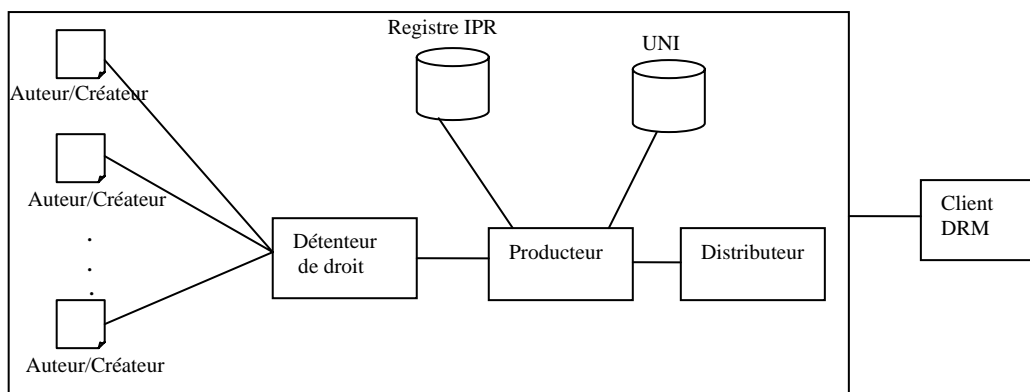 Registre IPR
UNI
Auteur/Créateur
Auteur/Créateur
.
.
.
Auteur/Créateur
Détenteur
de droit
Producteur
Distributeur
Client
DRM